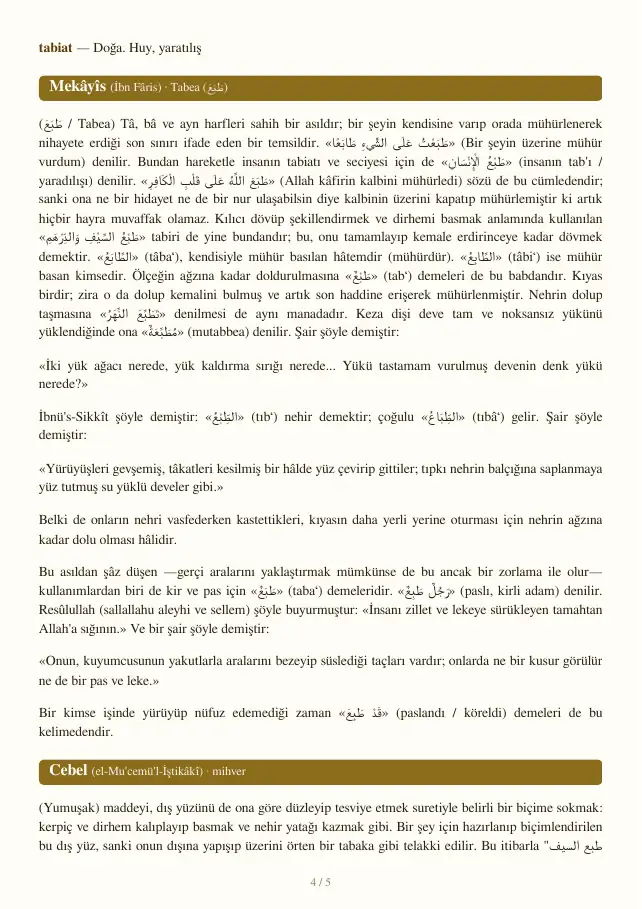 tabiat — Doğa. Huy, yaratılış
Mekâyîs (İbn Fâris) · Tabea (طَبَعَ)
(طَبَعَ / Tabea) Tâ, bâ ve ayn harfleri sahih bir asıldır; bir şeyin kendisine varıp orada mühürlenerek
nihayete erdiği son sınırı ifade eden bir temsildir. «طَبَعْتُ عَلَى الشَّيءِ طَابَعًا» (Bir şeyin üzerine mühür
vurdum) denilir. Bundan hareketle insanın tabiatı ve seciyesi için de «طَبْعُ الْإِنْسَانِ» (insanın tab'ı /
yaradılışı) denilir. «طَبَعَ اللَّهُ عَلَى قَلْبِ الْكَافِرِ» (Allah kâfirin kalbini mühürledi) sözü de bu cümledendir;
sanki ona ne bir hidayet ne de bir nur ulaşabilsin diye kalbinin üzerini kapatıp mühürlemiştir ki artık
hiçbir hayra muvaffak olamaz. Kılıcı dövüp şekillendirmek ve dirhemi basmak anlamında kullanılan
«طَبْعُ السَّيْفِ وَالدِّرْهَمِ» tabiri de yine bundandır; bu, onu tamamlayıp kemale erdirinceye kadar dövmek
demektir. «الطَّابَعُ» (tâba‘), kendisiyle mühür basılan hâtemdir (mühürdür). «الطَّابِعُ» (tâbi‘) ise mühür
basan kimsedir. Ölçeğin ağzına kadar doldurulmasına «طَبْعٌ» (tab‘) demeleri de bu babdandır. Kıyas
birdir; zira o da dolup kemalini bulmuş ve artık son haddine erişerek mühürlenmiştir. Nehrin dolup
taşmasına «تَطَبَّعَ النَّهْرُ» denilmesi de aynı manadadır. Keza dişi deve tam ve noksansız yükünü
yüklendiğinde ona «مُطَبَّعَةٌ» (mutabbea) denilir. Şair şöyle demiştir:
«İki yük ağacı nerede, yük kaldırma sırığı nerede... Yükü tastamam vurulmuş devenin denk yükü
nerede?»
İbnü's-Sikkît şöyle demiştir: «الطِّبْعُ» (tıb‘) nehir demektir; çoğulu «الطِّبَاعُ» (tıbâ‘) gelir. Şair şöyle
demiştir:
«Yürüyüşleri gevşemiş, tâkatleri kesilmiş bir hâlde yüz çevirip gittiler; tıpkı nehrin balçığına saplanmaya
yüz tutmuş su yüklü develer gibi.»
Belki de onların nehri vasfederken kastettikleri, kıyasın daha yerli yerine oturması için nehrin ağzına
kadar dolu olması hâlidir.
Bu asıldan şâz düşen —gerçi aralarını yaklaştırmak mümkünse de bu ancak bir zorlama ile olur—
kullanımlardan biri de kir ve pas için «طَبَعٌ» (taba‘) demeleridir. «رَجُلٌ طَبِعٌ» (paslı, kirli adam) denilir.
Resûlullah (sallallahu aleyhi ve sellem) şöyle buyurmuştur: «İnsanı zillet ve lekeye sürükleyen tamahtan
Allah'a sığının.» Ve bir şair şöyle demiştir:
«Onun, kuyumcusunun yakutlarla aralarını bezeyip süslediği taçları vardır; onlarda ne bir kusur görülür
ne de bir pas ve leke.»
Bir kimse işinde yürüyüp nüfuz edemediği zaman «قَدْ طَبِعَ» (paslandı / köreldi) demeleri de bu
kelimedendir.
Cebel (el-Mu'cemü'l-İştikâkî) · mihver
(Yumuşak) maddeyi, dış yüzünü de ona göre düzleyip tesviye etmek suretiyle belirli bir biçime sokmak:
kerpiç ve dirhem kalıplayıp basmak ve nehir yatağı kazmak gibi. Bir şey için hazırlanıp biçimlendirilen
bu dış yüz, sanki onun dışına yapışıp üzerini örten bir tabaka gibi telakki edilir. Bu itibarla "طبع السيف
4 / 5